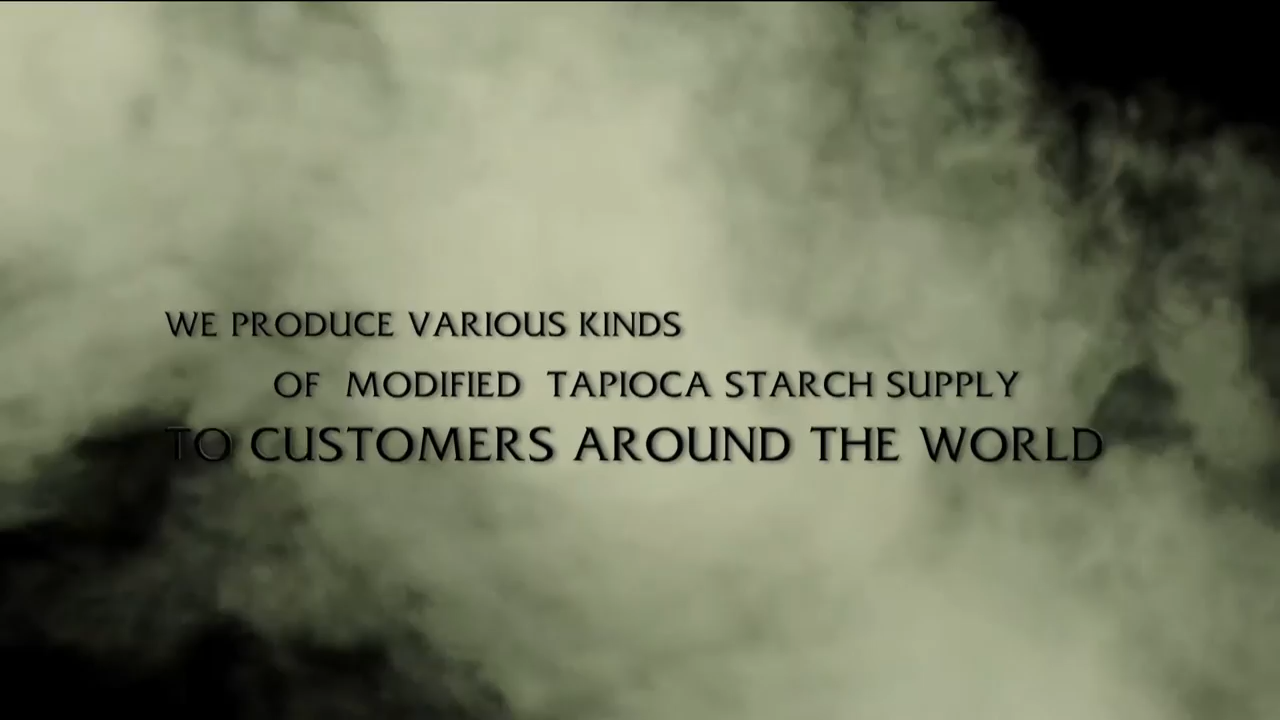 WE PRODUCE VARIOUS KINDS
OF MODIFIED TAPIOCA STARCH SUPPLY
TO CUSTOMERS AROUND THE WORLD